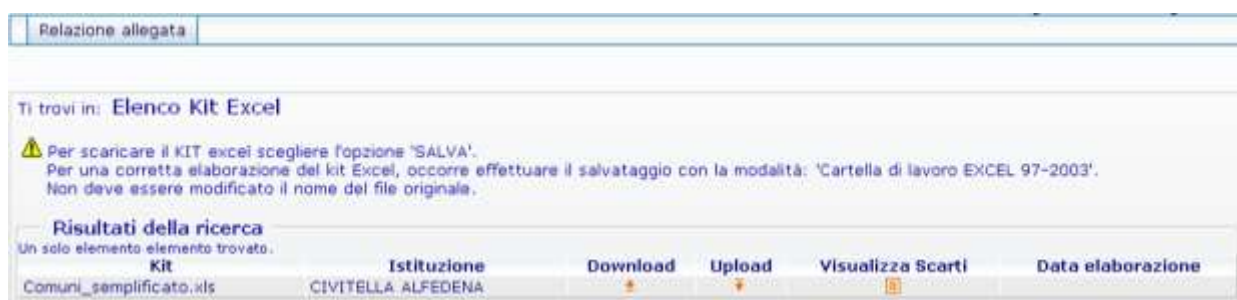 Relazione allegata
Ti trovi in: Elenco Kit Excel
Per scaricare il KIT excel scegliere l'opzione 'SALVA'.
Per una corretta elaborazione del kit Excel, occorre effettuare il salvataggio con la modalità: 'Cartella di lavoro EXCEL 97-2003'.
Non deve essere modificato il nome del file originale.
Risultati della ricerca
Un solo elemento elemento trovato.
Kit Istituzione Download Upload Visualizza Scarti Data elaborazione
Comuni_semplificato.xls CIVITELLA ALFEDENA